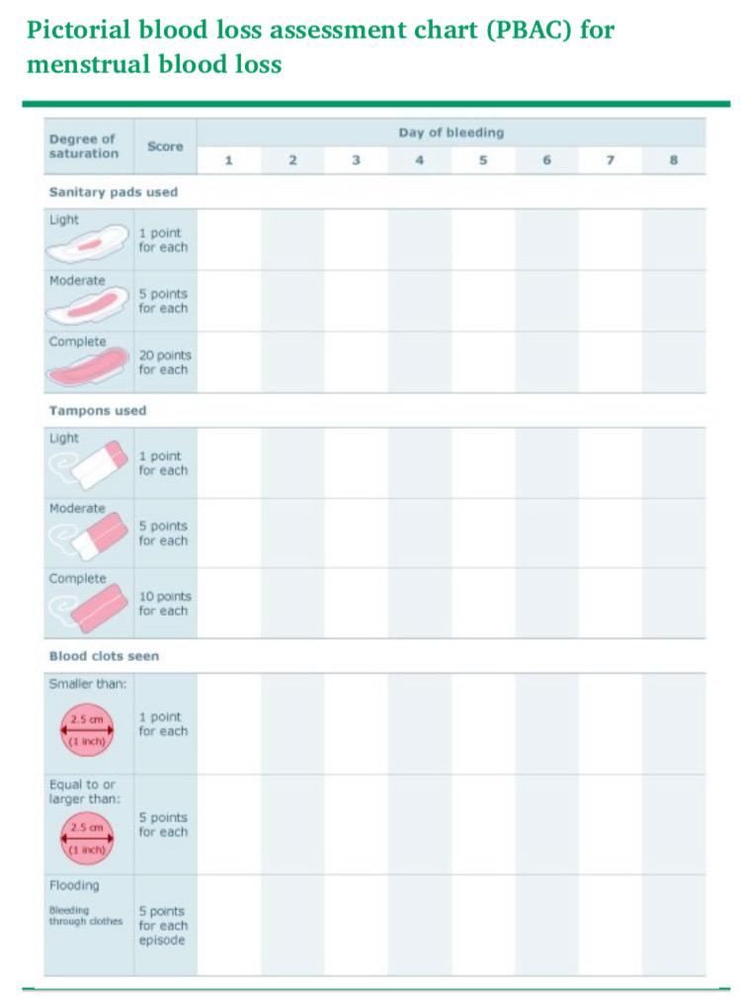 Pictorial blood loss assessment chart (PBAC) for
menstrual blood loss
Degree of
saturation
Score
Day of bleeding
1 2 3 4 5 6 7 8
Sanitary pads used
Light
1 point
for each
Moderate
5 points
for each
Complete
20 points
for each
Tampons used
Light
1 point
for each
Moderate
5 points
for each
Complete
10 points
for each
Blood clots seen
Smaller than:
2.5 cm
(1 inch)
1 point
for each
Equal to or
larger than:
2.5 cm
(1 inch)
5 points
for each
Flooding
Bleeding
through clothes
5 points
for each
episode